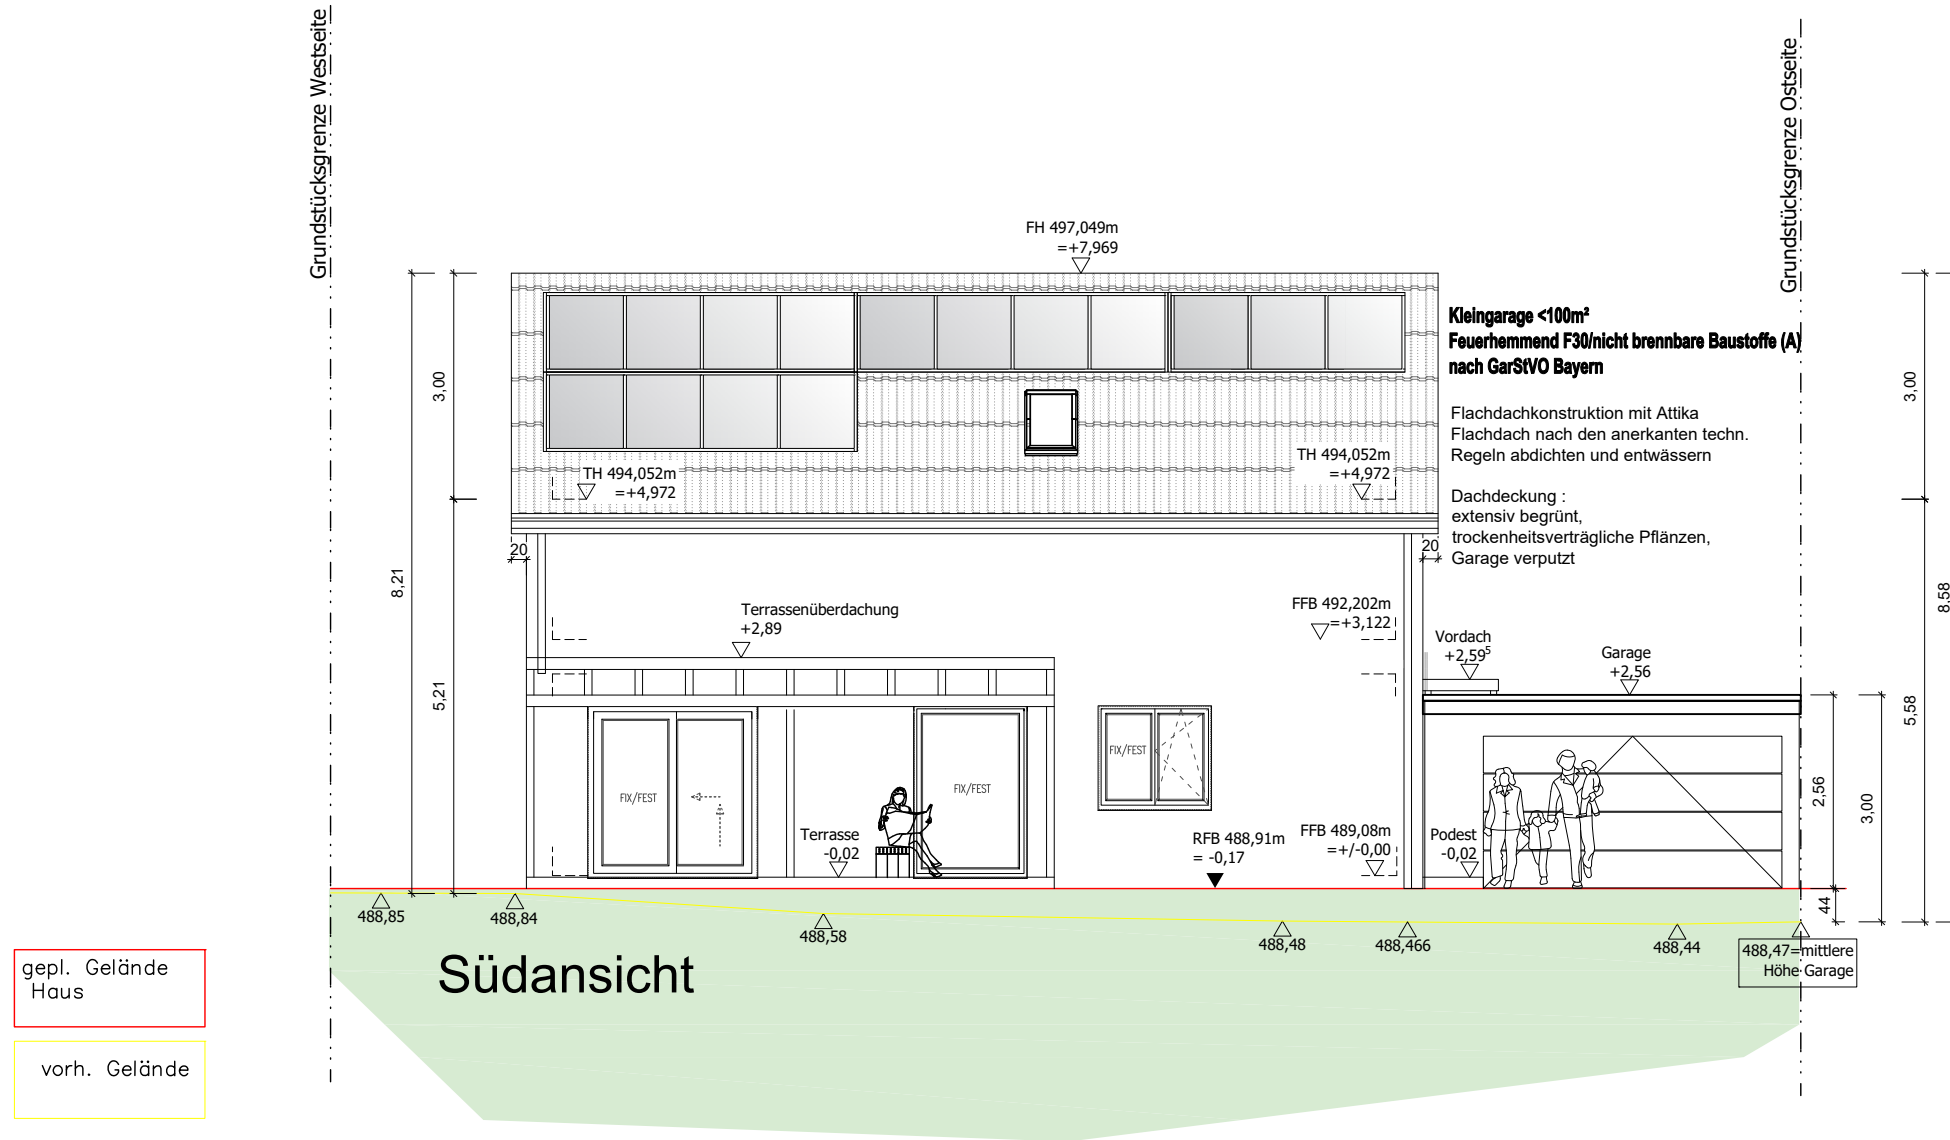 Grundstücksgrenze Westseite
Grundstücksgrenze Ostseite
FH 497,049m
=+7,969
Kleingarage <100m²
Feuerhemmend F30/nicht brennbare Baustoffe (A)
nach GarStVO Bayern
Flachdachkonstruktion mit Attika
Flachdach nach den anerkanten techn.
Regeln abdichten und entwässern
Dachdeckung :
extensiv begrünt,
trockenheitsverträgliche Pflänzen,
Garage verputzt
3,00
3,00
TH 494,052m
=+4,972
TH 494,052m
=+4,972
20
20
8,21
8,58
5,21
5,58
Terrassenüberdachung
+2,89
FFB 492,202m
=+3,122
Vordach
+2,59⁵
Garage
+2,56
FIX/FEST
FIX/FEST
FIX/FEST
2,56
3,00
Terrasse
-0,02
RFB 488,91m
= -0,17
FFB 489,08m
=+/-0,00
Podest
-0,02
44
488,85
488,84
488,58
488,48
488,466
488,44
488,47=mittlere
Höhe Garage
Südansicht
gepl. Gelände
Haus
vorh. Gelände